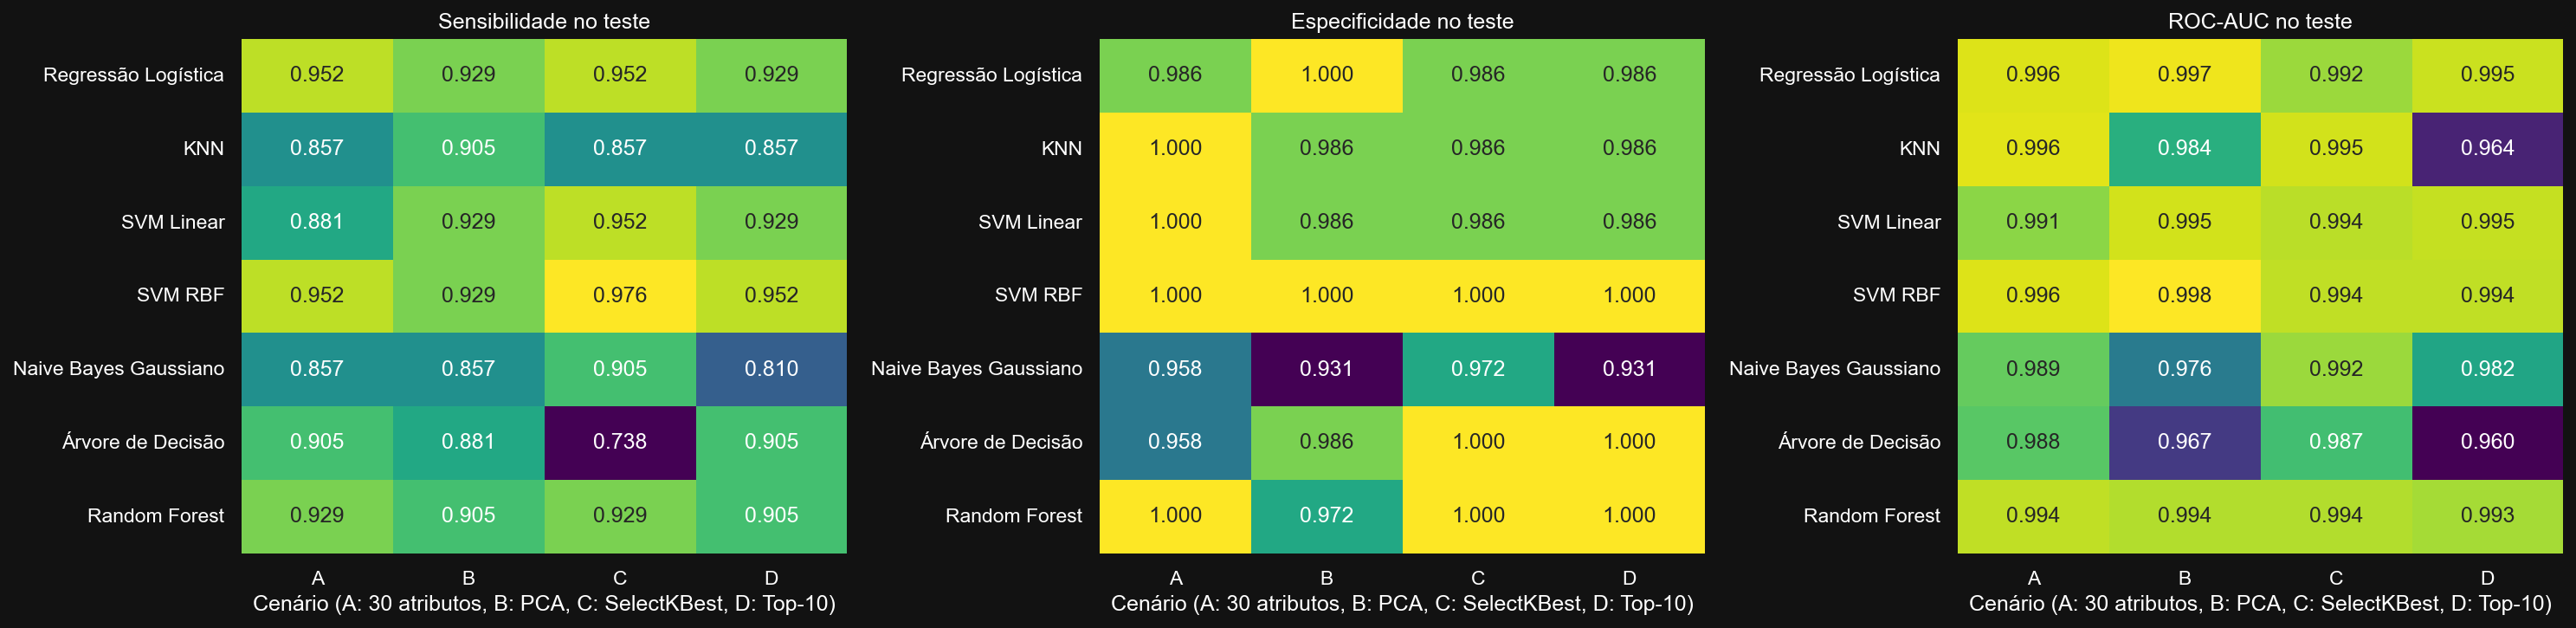 Sensibilidade no teste
Regressão Logística 0.952 0.929 0.952 0.929
KNN 0.857 0.905 0.857 0.857
SVM Linear 0.881 0.929 0.952 0.929
SVM RBF 0.952 0.929 0.976 0.952
Naive Bayes Gaussiano 0.857 0.857 0.905 0.810
Árvore de Decisão 0.905 0.881 0.738 0.905
Random Forest 0.929 0.905 0.929 0.905
A B C D
Cenário (A: 30 atributos, B: PCA, C: SelectKBest, D: Top-10)
Especificidade no teste
Regressão Logística 0.986 1.000 0.986 0.986
KNN 1.000 0.986 0.986 0.986
SVM Linear 1.000 0.986 0.986 0.986
SVM RBF 1.000 1.000 1.000 1.000
Naive Bayes Gaussiano 0.958 0.931 0.972 0.931
Árvore de Decisão 0.958 0.986 1.000 1.000
Random Forest 1.000 0.972 1.000 1.000
A B C D
Cenário (A: 30 atributos, B: PCA, C: SelectKBest, D: Top-10)
ROC-AUC no teste
Regressão Logística 0.996 0.997 0.992 0.995
KNN 0.996 0.984 0.995 0.964
SVM Linear 0.991 0.995 0.994 0.995
SVM RBF 0.996 0.998 0.994 0.994
Naive Bayes Gaussiano 0.989 0.976 0.992 0.982
Árvore de Decisão 0.988 0.967 0.987 0.960
Random Forest 0.994 0.994 0.994 0.993
A B C D
Cenário (A: 30 atributos, B: PCA, C: SelectKBest, D: Top-10)